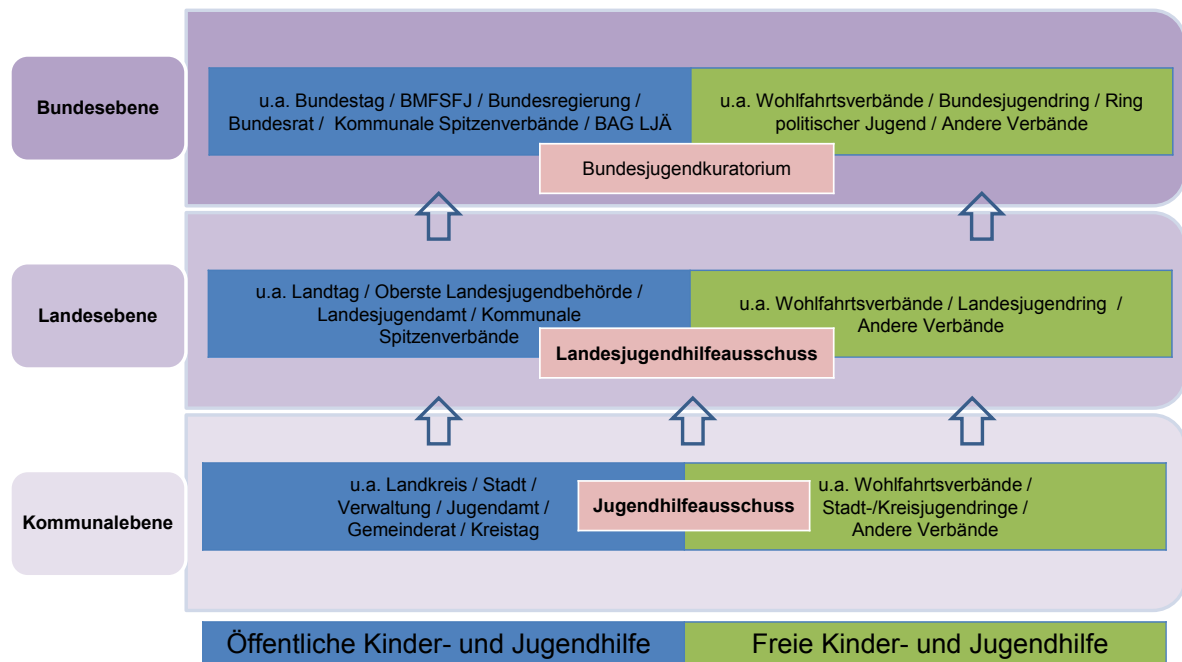 Bundesebene
u.a. Bundestag / BMFSFJ / Bundesregierung /
Bundesrat / Kommunale Spitzenverbände / BAG LJÄ
u.a. Wohlfahrtsverbände / Bundesjugendring / Ring
politischer Jugend / Andere Verbände
Bundesjugendkuratorium
Landesebene
u.a. Landtag / Oberste Landesjugendbehörde /
Landesjugendamt / Kommunale
Spitzenverbände
u.a. Wohlfahrtsverbände / Landesjugendring /
Andere Verbände
Landesjugendhilfeausschuss
Kommunalebene
u.a. Landkreis / Stadt /
Verwaltung / Jugendamt /
Gemeinderat / Kreistag
Jugendhilfeausschuss
u.a. Wohlfahrtsverbände /
Stadt-/Kreisjugendringe /
Andere Verbände
Öffentliche Kinder- und Jugendhilfe
Freie Kinder- und Jugendhilfe